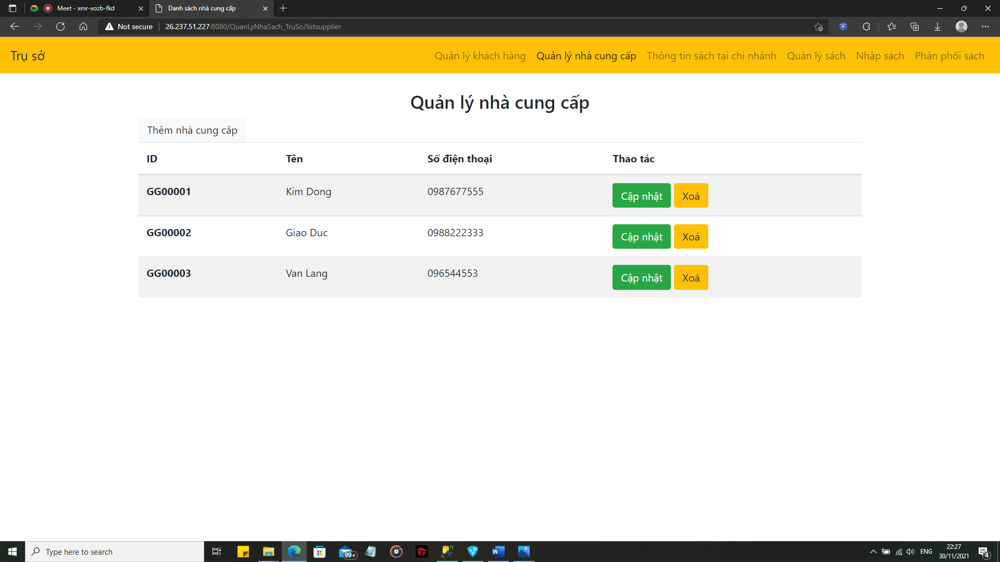 Meet - xmr-xozb-fkd
Danh sách nhà cung cấp
Not secure
26.237.51.227:8080/QuanLyNhaSach_TruSo/listsupplier
Trụ sở
Quản lý khách hàng
Quản lý nhà cung cấp
Thông tin sách tại chi nhánh
Quản lý sách
Nhập sách
Phân phối sách
Quản lý nhà cung cấp
Thêm nhà cung câp
ID Tên Số điện thoại Thao tác
GG00001 Kim Dong 0987677555 Cập nhật Xoá
GG00002 Giao Duc 0988222333 Cập nhật Xoá
GG00003 Van Lang 096544553 Cập nhật Xoá
Type here to search
99+
W
ENG
22:27
30/11/2021
4